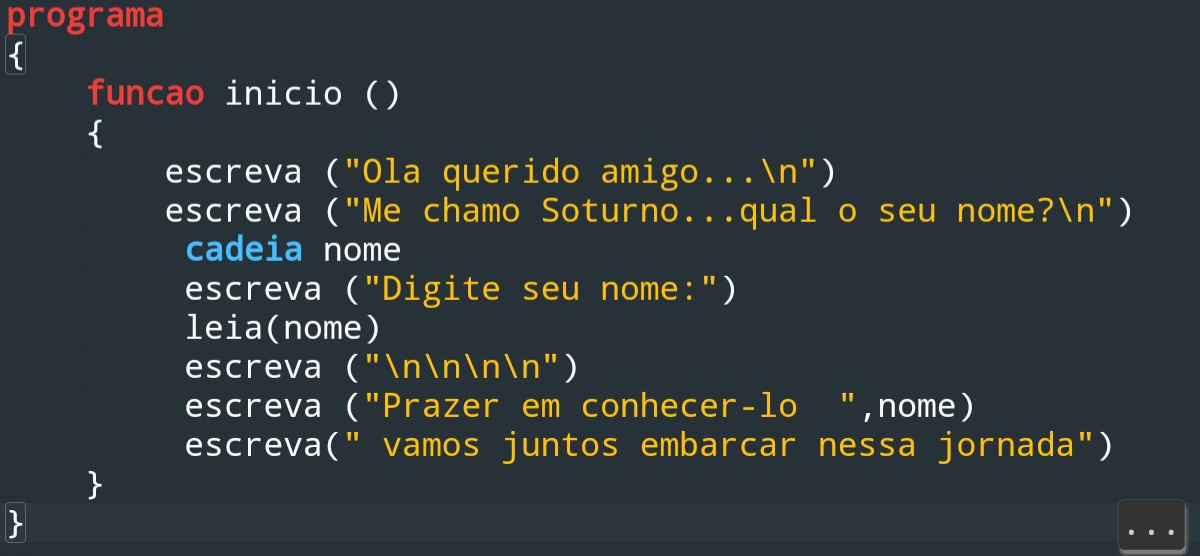 programa
{
funcao inicio ()
{
escreva ("Ola querido amigo...\n")
escreva ("Me chamo Soturno...qual o seu nome?\n")
cadeia nome
escreva ("Digite seu nome:")
leia(nome)
escreva ("\n\n\n\n")
escreva ("Prazer em conhecer-lo  ",nome)
escreva(" vamos juntos embarcar nessa jornada")
}
}
...